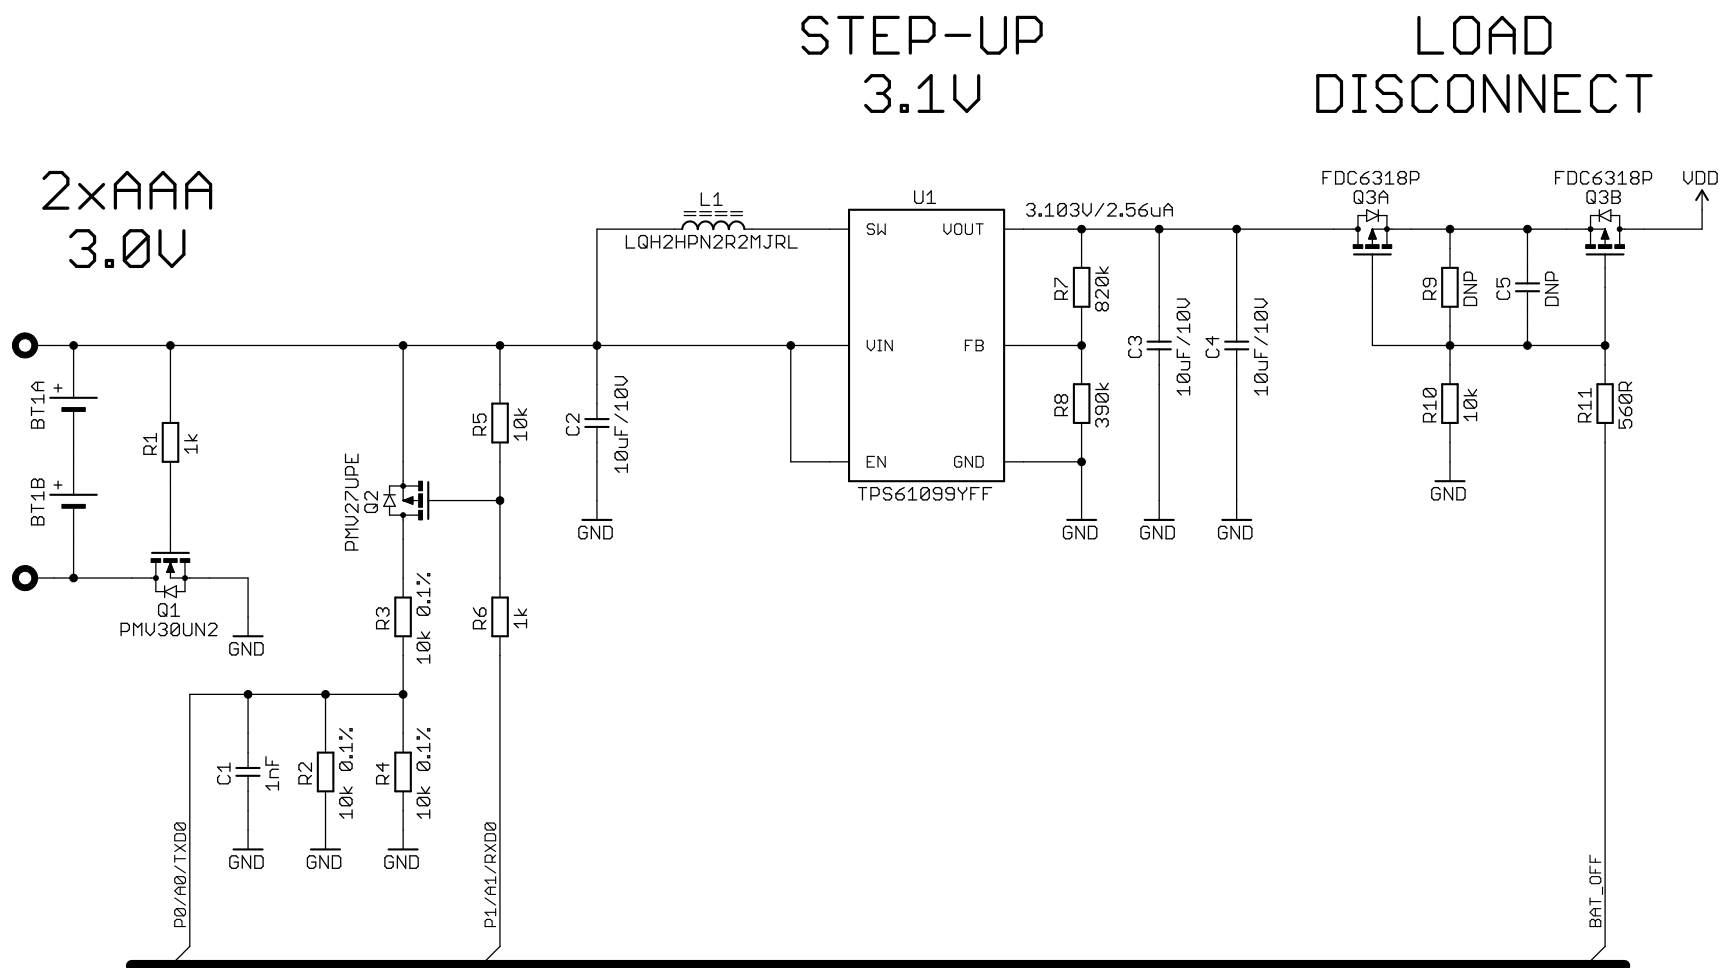 STEP-UP
3.1V
LOAD
DISCONNECT
2xAAA
3.0V
L1
LQH2HPN2R2MJRL
U1
SW
VOUT
VIN
FB
EN
GND
TPS61099YFF
3.103V/2.56uA
FDC6318P
Q3A
FDC6318P
Q3B
VDD
R7
820k
R8
390k
GND
C3
10uF/10V
GND
C4
10uF/10V
GND
R9
DNP
C5
DNP
R10
10k
GND
R11
560R
BAT_OFF
BT1A
+
BT1B
+
R1
1k
Q1
PMV30UN2
GND
PMV27UPE
Q2
R5
10k
C2
10uF/10V
GND
R3
10k 0.1%
R6
1k
C1
1nF
GND
R2
10k 0.1%
GND
R4
10k 0.1%
GND
P0/A0/TXD0
P1/A1/RXD0